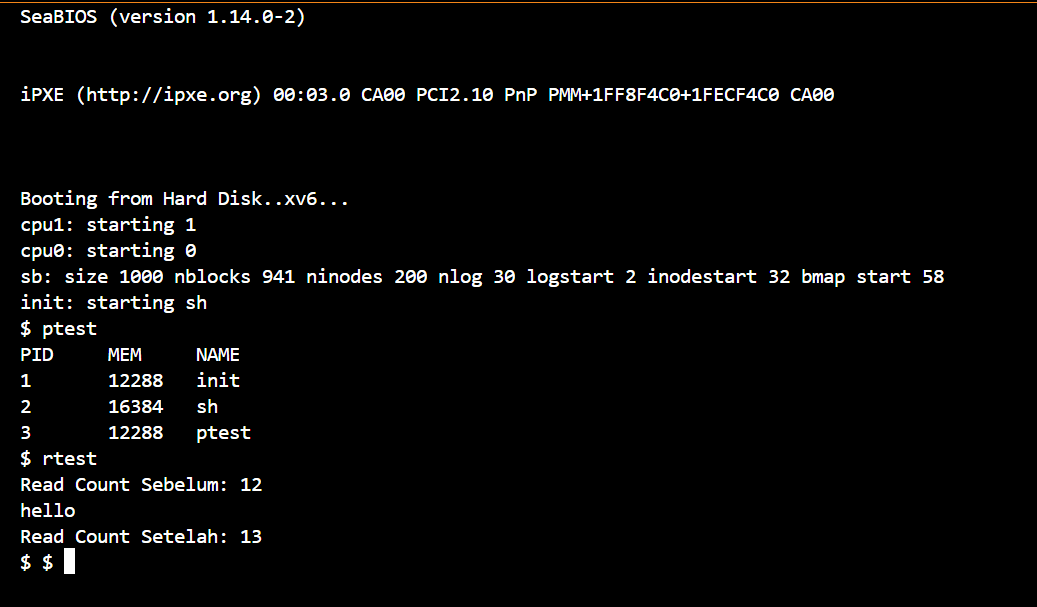 SeaBIOS (version 1.14.0-2)
iPXE (http://ipxe.org) 00:03.0 CA00 PCI2.10 PnP PMM+1FF8F4C0+1FECF4C0 CA00
Booting from Hard Disk..xv6...
cpu1: starting 1
cpu0: starting 0
sb: size 1000 nblocks 941 ninodes 200 nlog 30 logstart 2 inodestart 32 bmap start 58
init: starting sh
$ ptest
PID     MEM     NAME
1       12288   init
2       16384   sh
3       12288   ptest
$ rtest
Read Count Sebelum: 12
hello
Read Count Setelah: 13
$ $